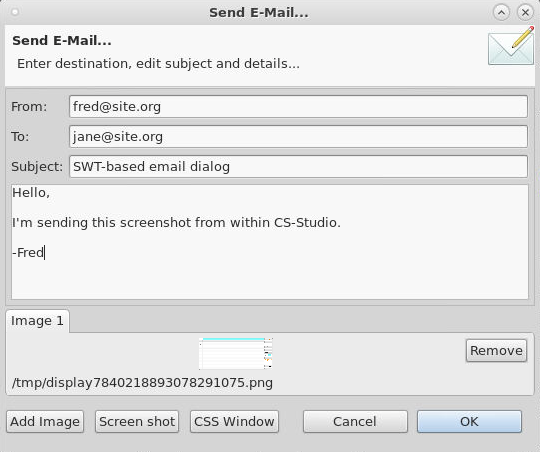 Send E-Mail...
Send E-Mail...
Enter destination, edit subject and details...
From: fred@site.org
To: jane@site.org
Subject: SWT-based email dialog
Hello,
I'm sending this screenshot from within CS-Studio.
-Fred
Image 1
Remove
/tmp/display7840218893078291075.png
Add Image Screen shot CSS Window Cancel OK